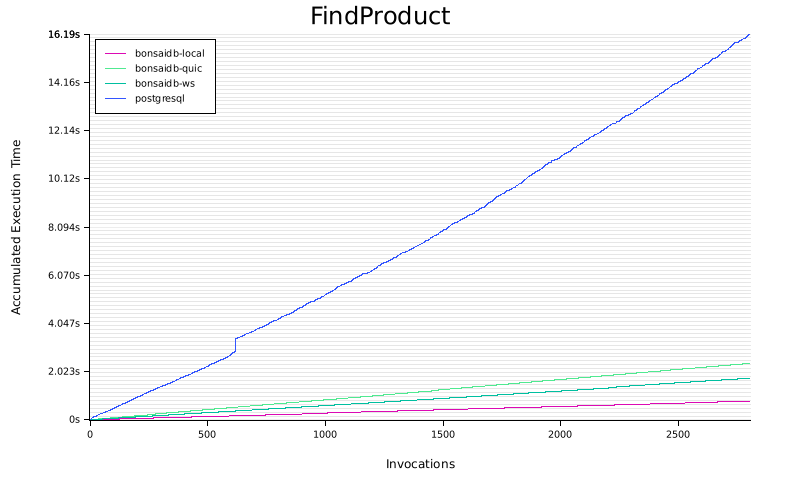 FindProduct
16.19s
14.16s
12.14s
10.12s
8.094s
6.070s
4.047s
2.023s
0s
bonsaidb-local
bonsaidb-quic
bonsaidb-ws
postgresql
Accumulated Execution Time
0 500 1000 1500 2000 2500
Invocations